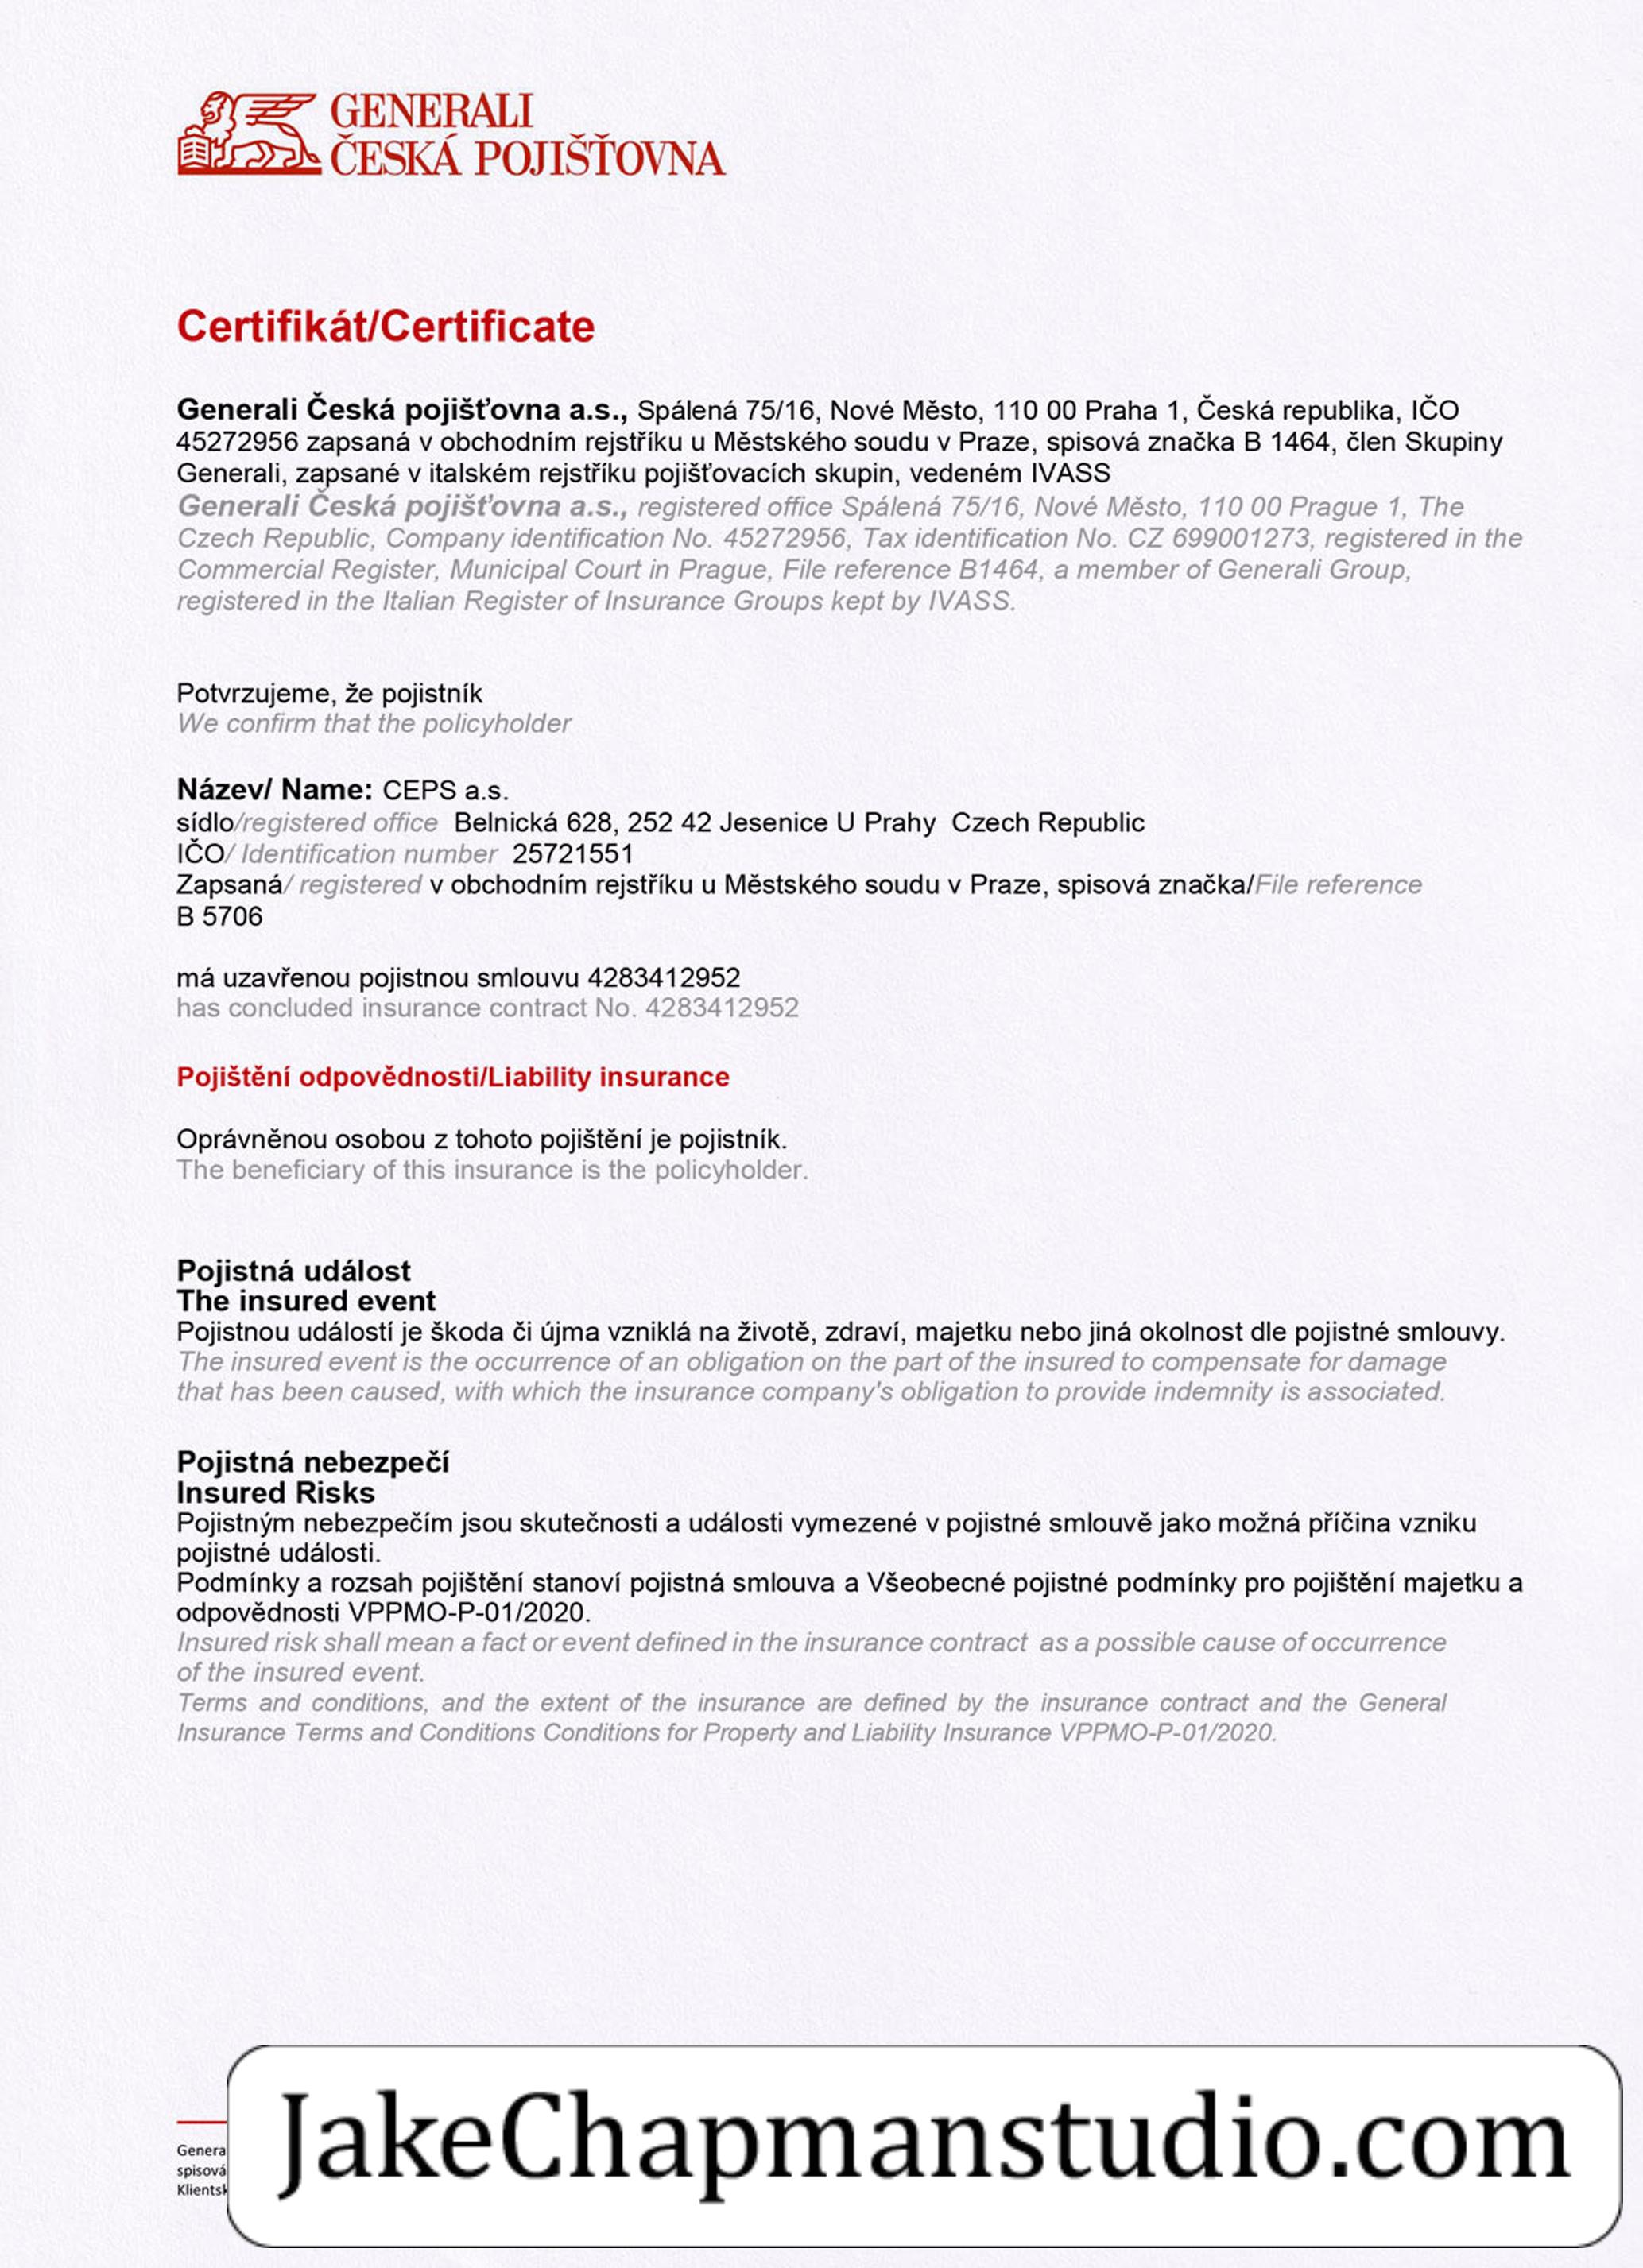 GENERALI
ČESKÁ POJIŠŤOVNA
Certifikát/Certificate
Generali Česká pojišťovna a.s., Spálená 75/16, Nové Město, 110 00 Praha 1, Česká republika, IČO
45272956 zapsaná v obchodním rejstříku u Městského soudu v Praze, spisová značka B 1464, člen Skupiny
Generali, zapsané v italském rejstříku pojišťovacích skupin, vedeném IVASS
Generali Česká pojišťovna a.s., registered office Spálená 75/16, Nové Město, 110 00 Prague 1, The
Czech Republic, Company identification No. 45272956, Tax identification No. CZ 699001273, registered in the
Commercial Register, Municipal Court in Prague, File reference B1464, a member of Generali Group,
registered in the Italian Register of Insurance Groups kept by IVASS.
Potvrzujeme, že pojistník
We confirm that the policyholder
Název/ Name: CEPS a.s.
sídlo/registered office Belnická 628, 252 42 Jesenice U Prahy Czech Republic
IČO/ Identification number 25721551
Zapsaná/ registered v obchodním rejstříku u Městského soudu v Praze, spisová značka/File reference
B 5706
má uzavřenou pojistnou smlouvu 4283412952
has concluded insurance contract No. 4283412952
Pojištění odpovědnosti/Liability insurance
Oprávněnou osobou z tohoto pojištění je pojistník.
The beneficiary of this insurance is the policyholder.
Pojistná událost
The insured event
Pojistnou událostí je škoda či újma vzniklá na životě, zdraví, majetku nebo jiná okolnost dle pojistné smlouvy.
The insured event is the occurrence of an obligation on the part of the insured to compensate for damage
that has been caused, with which the insurance company's obligation to provide indemnity is associated.
Pojistná nebezpečí
Insured Risks
Pojistným nebezpečím jsou skutečnosti a události vymezené v pojistné smlouvě jako možná příčina vzniku
pojistné události.
Podmínky a rozsah pojištění stanoví pojistná smlouva a Všeobecné pojistné podmínky pro pojištění majetku a
odpovědnosti VPPMO-P-01/2020.
Insured risk shall mean a fact or event defined in the insurance contract as a possible cause of occurrence
of the insured event.
Terms and conditions, and the extent of the insurance are defined by the insurance contract and the General
Insurance Terms and Conditions Conditions for Property and Liability Insurance VPPMO-P-01/2020.
JakeChapmanstudio.com